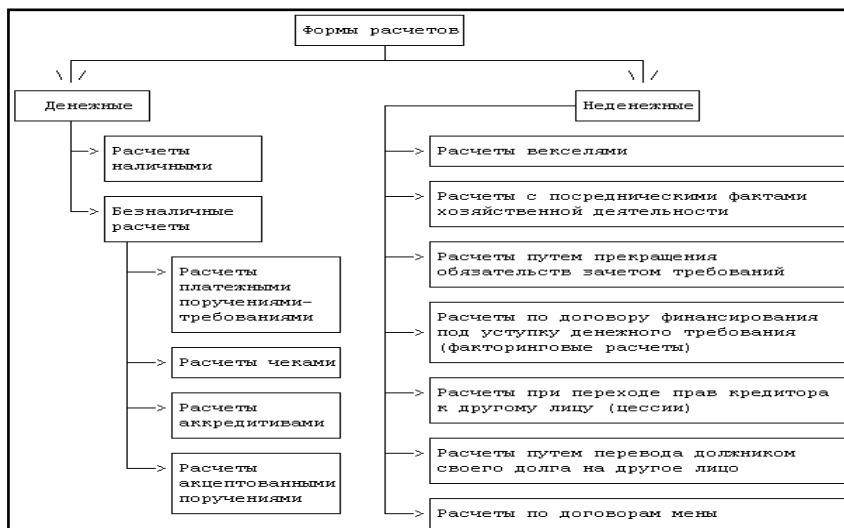 Формы расчетов
Денежные
Расчеты
наличными
Безналичные
расчеты
Расчеты
платежными
поручениями-
требованиями
Расчеты чеками
Расчеты
аккредитивами
Расчеты
акцептованными
поручениями
Неденежные
Расчеты векселями
Расчеты с посредническими фактами
хозяйственной деятельности
Расчеты путем прекращения
обязательств зачетом требований
Расчеты по договору финансирования
под уступку денежного требования
(факторинговые расчеты)
Расчеты при переходе прав кредитора
к другому лицу (цессии)
Расчеты путем перевода должником
своего долга на другое лицо
Расчеты по договорам мены